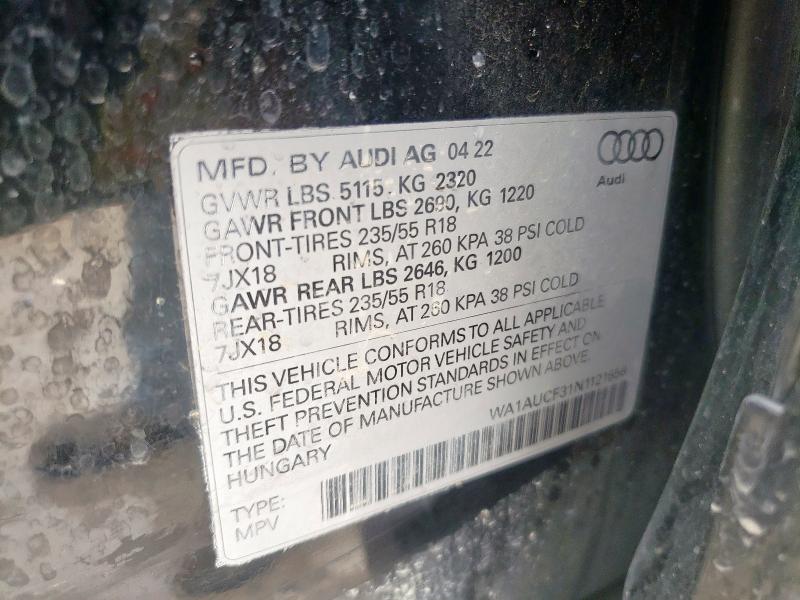 MFD. BY AUDI AG 04 22
Audi
GVWR LBS 5115. KG 2320
GAWR FRONT LBS 2690, KG 1220
FRONT-TIRES 235/55 R18
7JX18 RIMS, AT 260 KPA 38 PSI COLD
GAWR REAR LBS 2646, KG 1200
REAR-TIRES 235/55 R18
7JX18 RIMS, AT 260 KPA 38 PSI COLD
THIS VEHICLE CONFORMS TO ALL APPLICABLE
U.S. FEDERAL MOTOR VEHICLE SAFETY AND
THEFT PREVENTION STANDARDS IN EFFECT ON
THE DATE OF MANUFACTURE SHOWN ABOVE.
HUNGARY
TYPE:
MPV